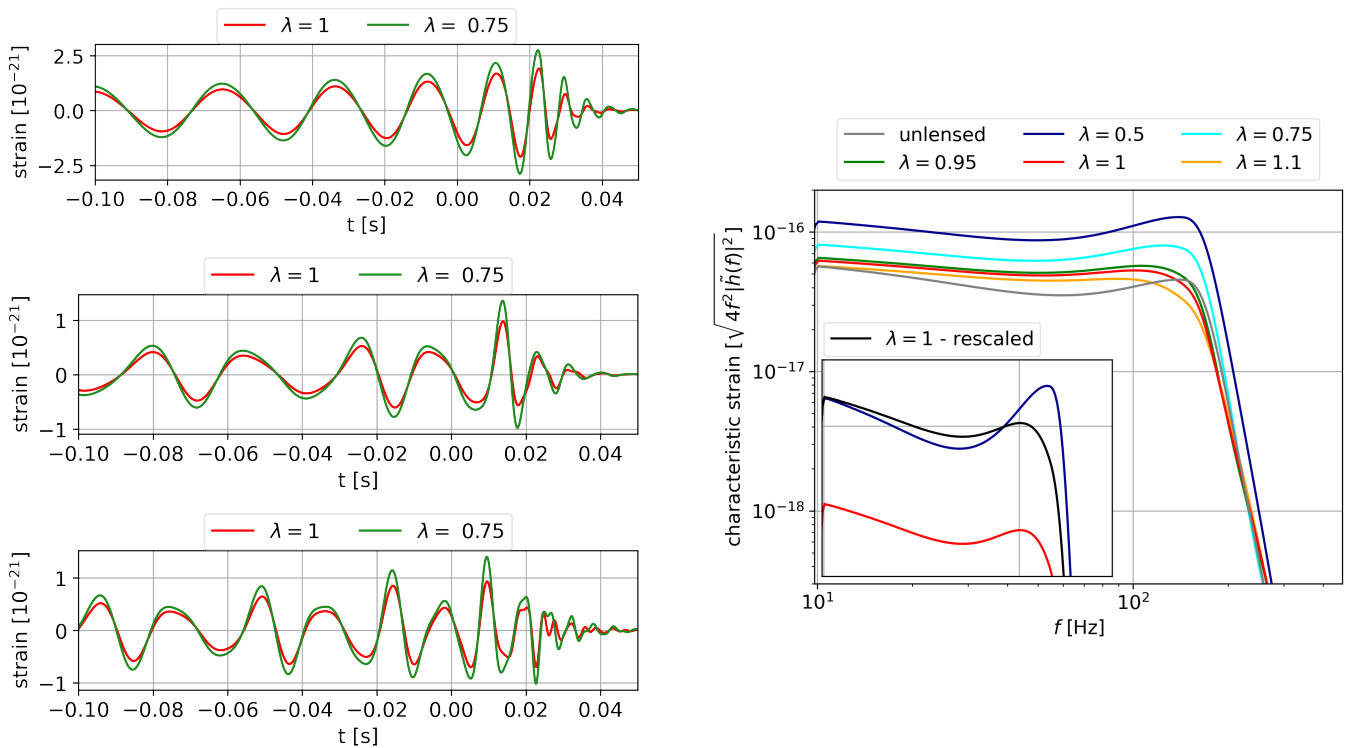 λ = 1 λ = 0.75
strain [10⁻²¹]
2.5
0.0
−2.5
−0.10 −0.08 −0.06 −0.04 −0.02 0.00 0.02 0.04
t [s]
λ = 1 λ = 0.75
strain [10⁻²¹]
1
0
−1
−0.10 −0.08 −0.06 −0.04 −0.02 0.00 0.02 0.04
t [s]
λ = 1 λ = 0.75
strain [10⁻²¹]
1
0
−1
−0.10 −0.08 −0.06 −0.04 −0.02 0.00 0.02 0.04
t [s]
unlensed λ = 0.5 λ = 0.75
λ = 0.95 λ = 1 λ = 1.1
characteristic strain [√4f²|h̃(f)|²]
10⁻¹⁶
10⁻¹⁷
10⁻¹⁸
λ = 1 - rescaled
10¹ 10²
f [Hz]